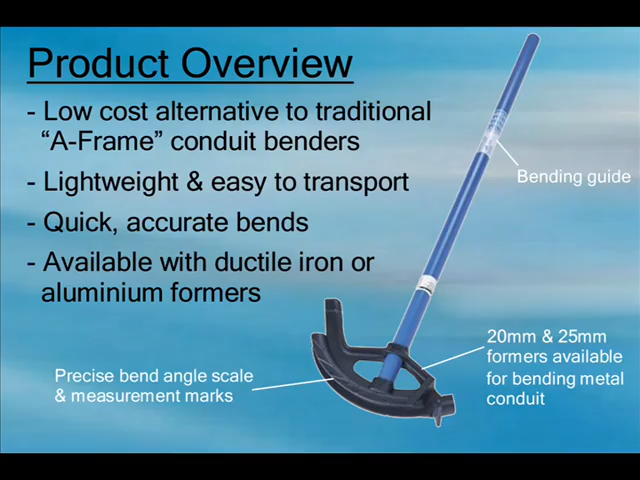 Product Overview
- Low cost alternative to traditional
“A-Frame” conduit benders
- Lightweight & easy to transport
- Quick, accurate bends
- Available with ductile iron or
aluminium formers
Bending guide
20mm & 25mm
formers available
for bending metal
conduit
Precise bend angle scale
& measurement marks